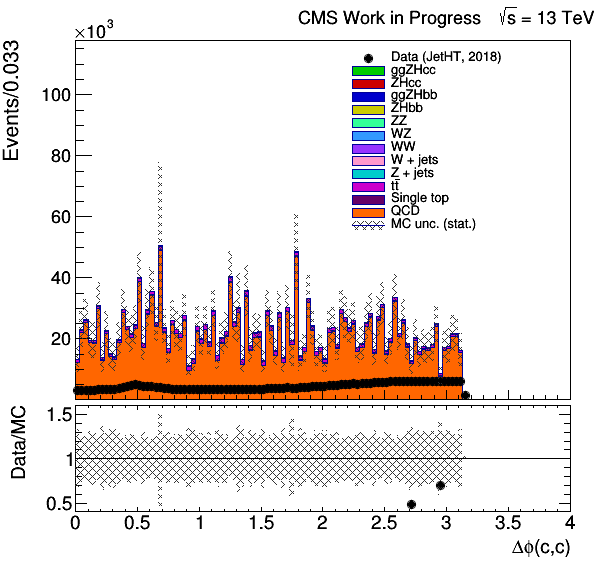 CMS Work in Progress √s = 13 TeV
×10³
Events/0.033
100
80
60
40
20
Data (JetHT, 2018)
ggZHcc
ZHcc
ggZHbb
ZHbb
ZZ
WZ
WW
W + jets
Z + jets
tt̄
Single top
QCD
MC unc. (stat.)
Data/MC
1.5
1
0.5
0 0.5 1 1.5 2 2.5 3 3.5 4
Δϕ(c,c)